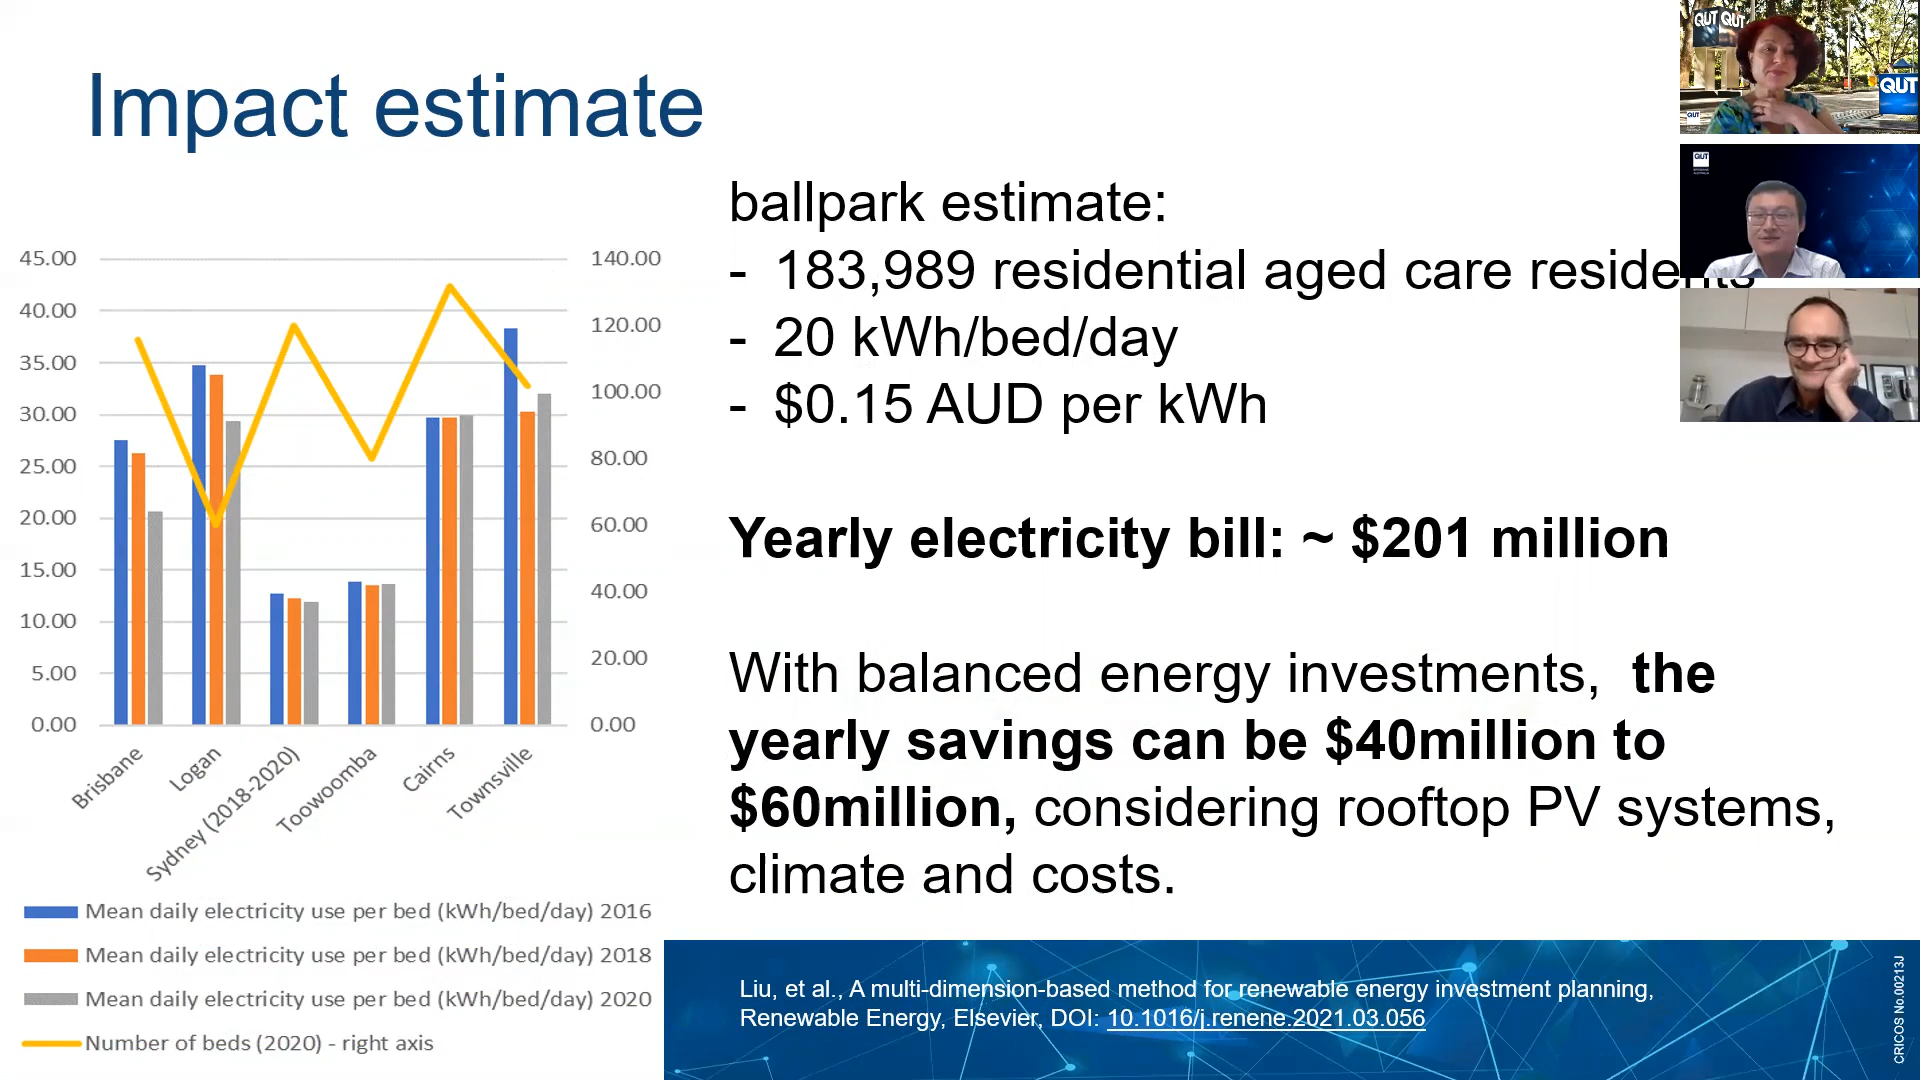 Impact estimate
ballpark estimate:
- 183,989 residential aged care residents
- 20 kWh/bed/day
- $0.15 AUD per kWh
Yearly electricity bill: ~ $201 million
With balanced energy investments, the
yearly savings can be $40million to
$60million, considering rooftop PV systems,
climate and costs.
45.00
40.00
35.00
30.00
25.00
20.00
15.00
10.00
5.00
0.00
140.00
120.00
100.00
80.00
60.00
40.00
20.00
0.00
Brisbane
Logan
Sydney (2018-2020)
Toowoomba
Cairns
Townsville
Mean daily electricity use per bed (kWh/bed/day) 2016
Mean daily electricity use per bed (kWh/bed/day) 2018
Mean daily electricity use per bed (kWh/bed/day) 2020
Number of beds (2020) - right axis
Liu, et al., A multi-dimension-based method for renewable energy investment planning,
Renewable Energy, Elsevier, DOI: 10.1016/j.renene.2021.03.056
CRICOS No.00213J
QUT QUT
QUT
QUT
QUT